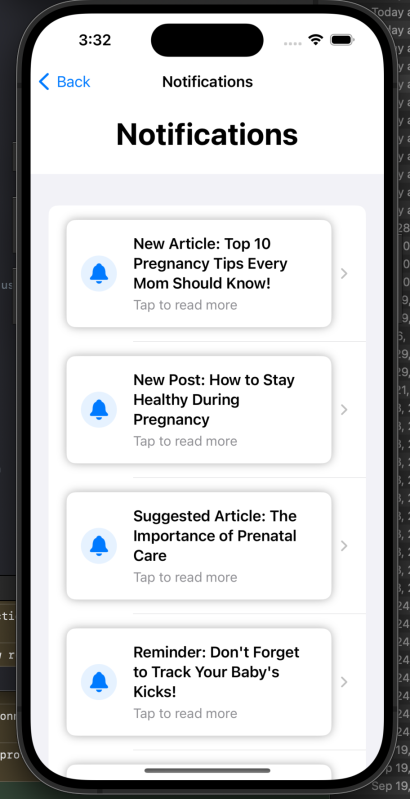 3:32
Back
Notifications
Notifications
New Article: Top 10
Pregnancy Tips Every
Mom Should Know!
Tap to read more
New Post: How to Stay
Healthy During
Pregnancy
Tap to read more
Suggested Article: The
Importance of Prenatal
Care
Tap to read more
Reminder: Don't Forget
to Track Your Baby's
Kicks!
Tap to read more
Today a
Sep 19,